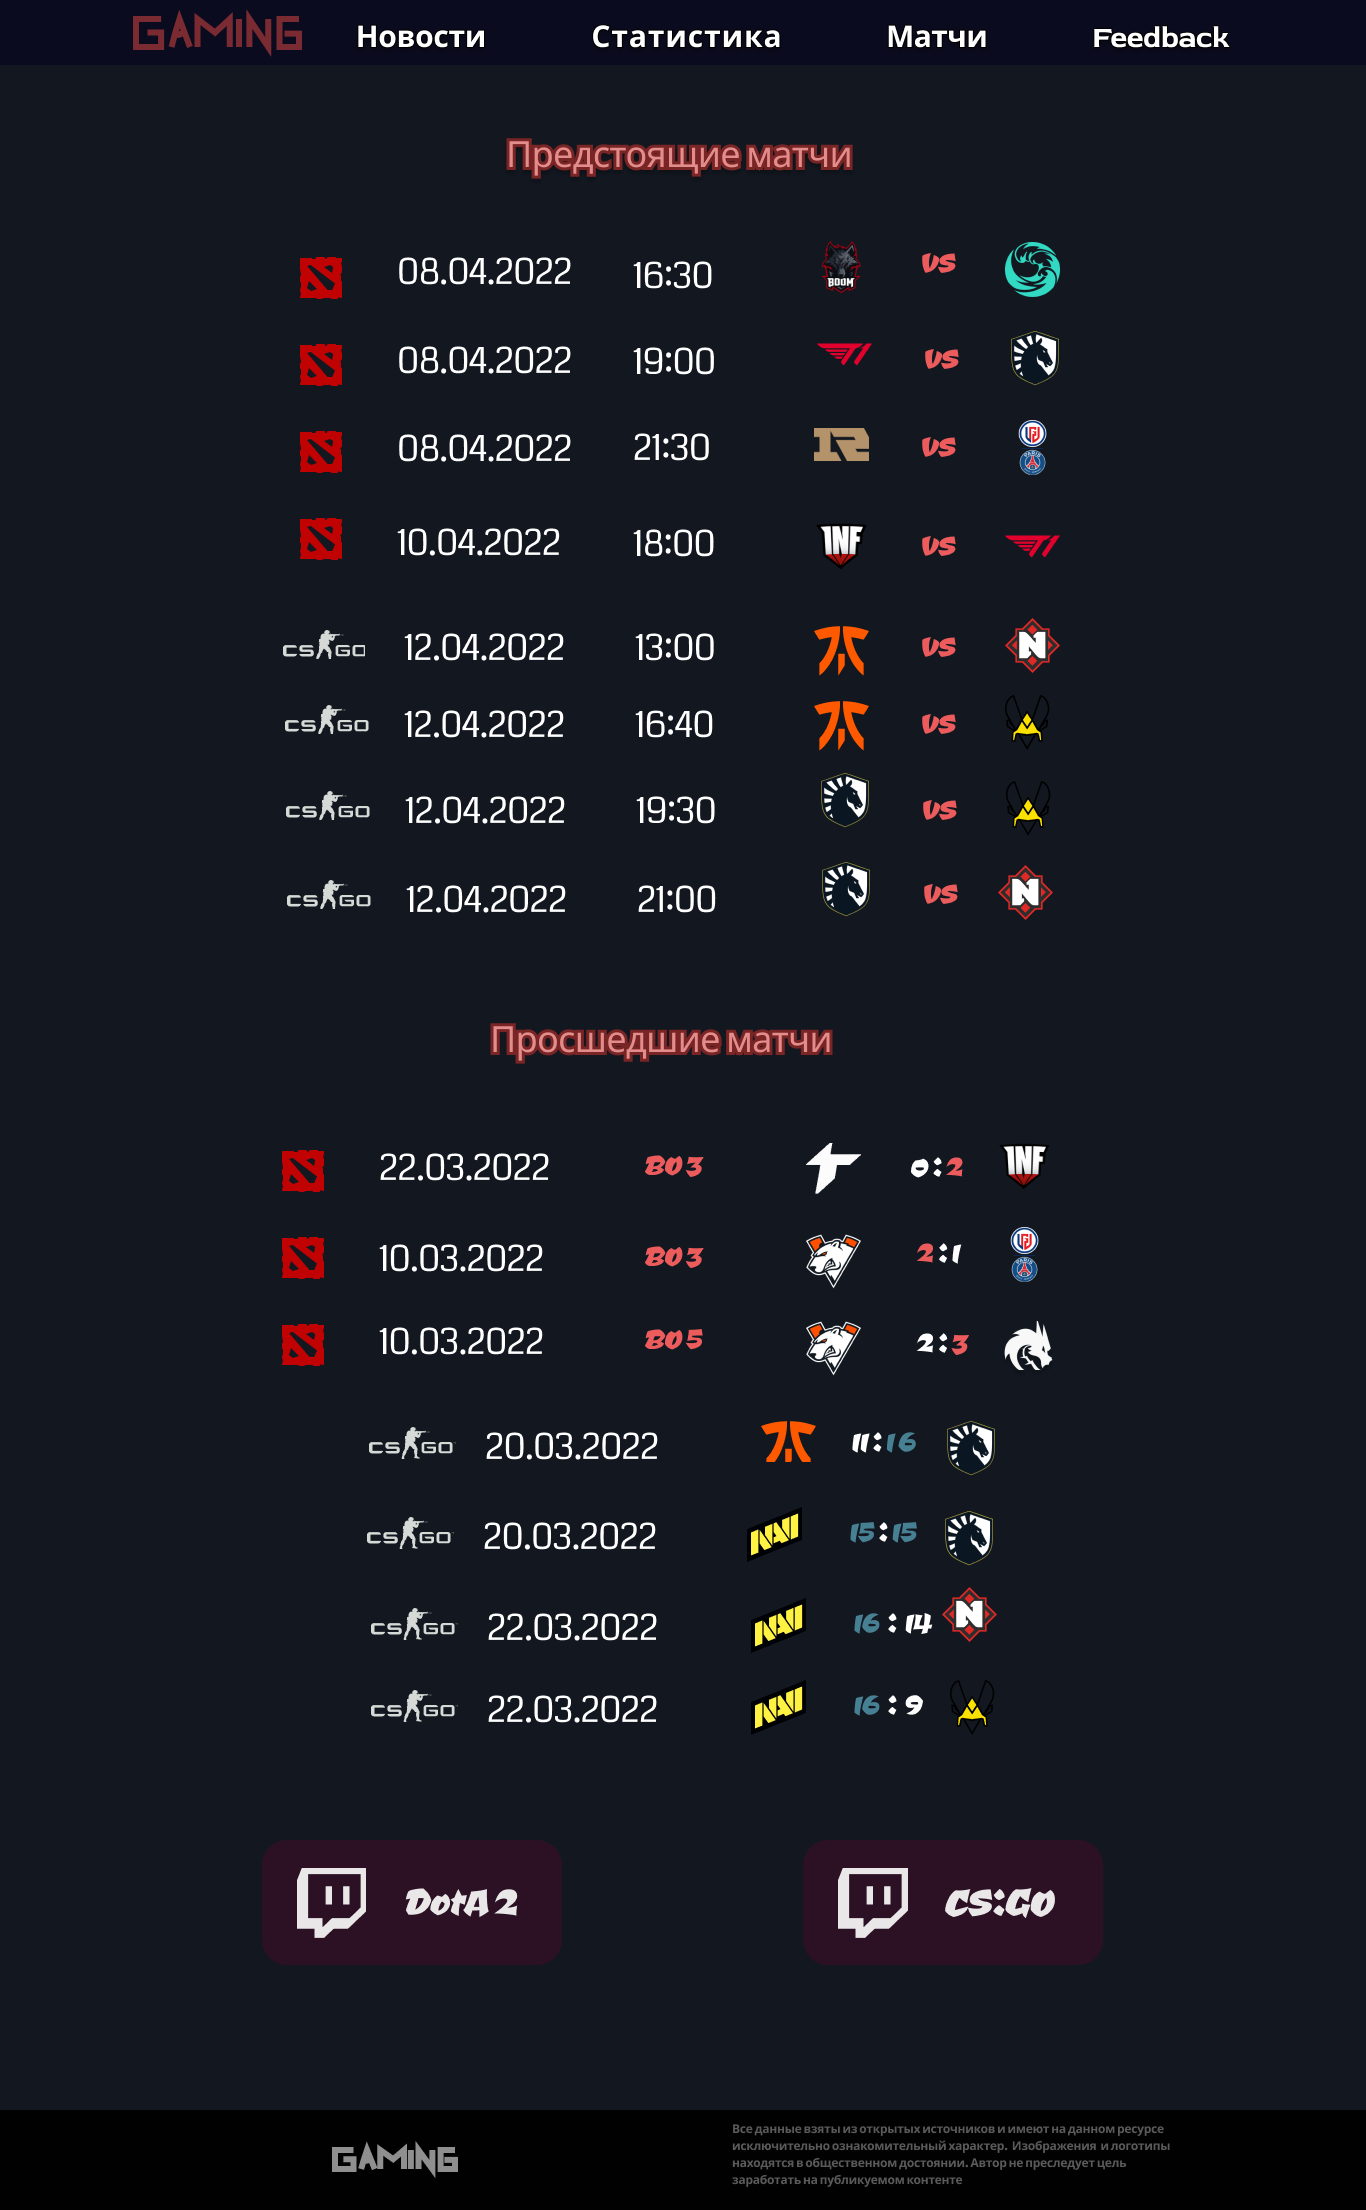 GAMING Новости Статистика Матчи Feedback
Предстоящие матчи
08.04.2022 16:30 BOOM VS
08.04.2022 19:00 T1 VS
08.04.2022 21:30 R VS PARIS
10.04.2022 18:00 INF VS T1
CS GO 12.04.2022 13:00 VS N
CS GO 12.04.2022 16:40 VS
CS GO 12.04.2022 19:30 VS
CS GO 12.04.2022 21:00 VS N
Просшедшие матчи
22.03.2022 BO3 0:2 INF
10.03.2022 BO3 2:1 PARIS
10.03.2022 BO5 2:3
CS GO 20.03.2022 11:16
CS GO 20.03.2022 NAVI 15:15
CS GO 22.03.2022 NAVI 16:14 N
CS GO 22.03.2022 NAVI 16:9
DotA 2 CS:GO
GAMING
Все данные взяты из открытых источников и имеют на данном ресурсе
исключительно ознакомительный характер. Изображения и логотипы
находятся в общественном достоянии. Автор не преследует цель
заработать на публикуемом контенте